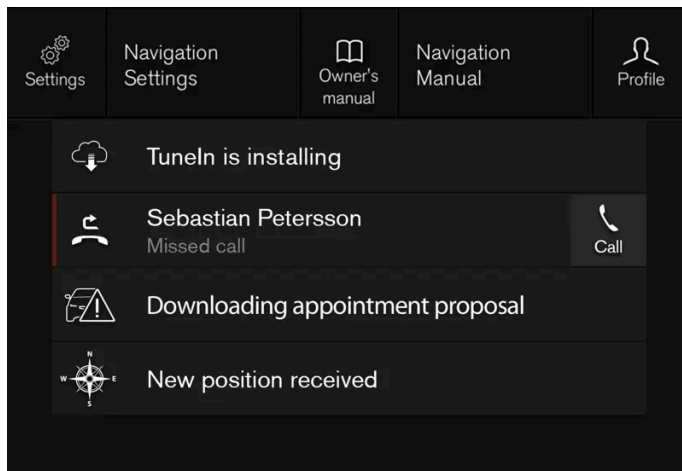 Settings
Navigation
Settings
Owner's
manual
Navigation
Manual
Profile
TuneIn is installing
Sebastian Petersson
Missed call
Call
Downloading appointment proposal
N
W
E
S
New position received